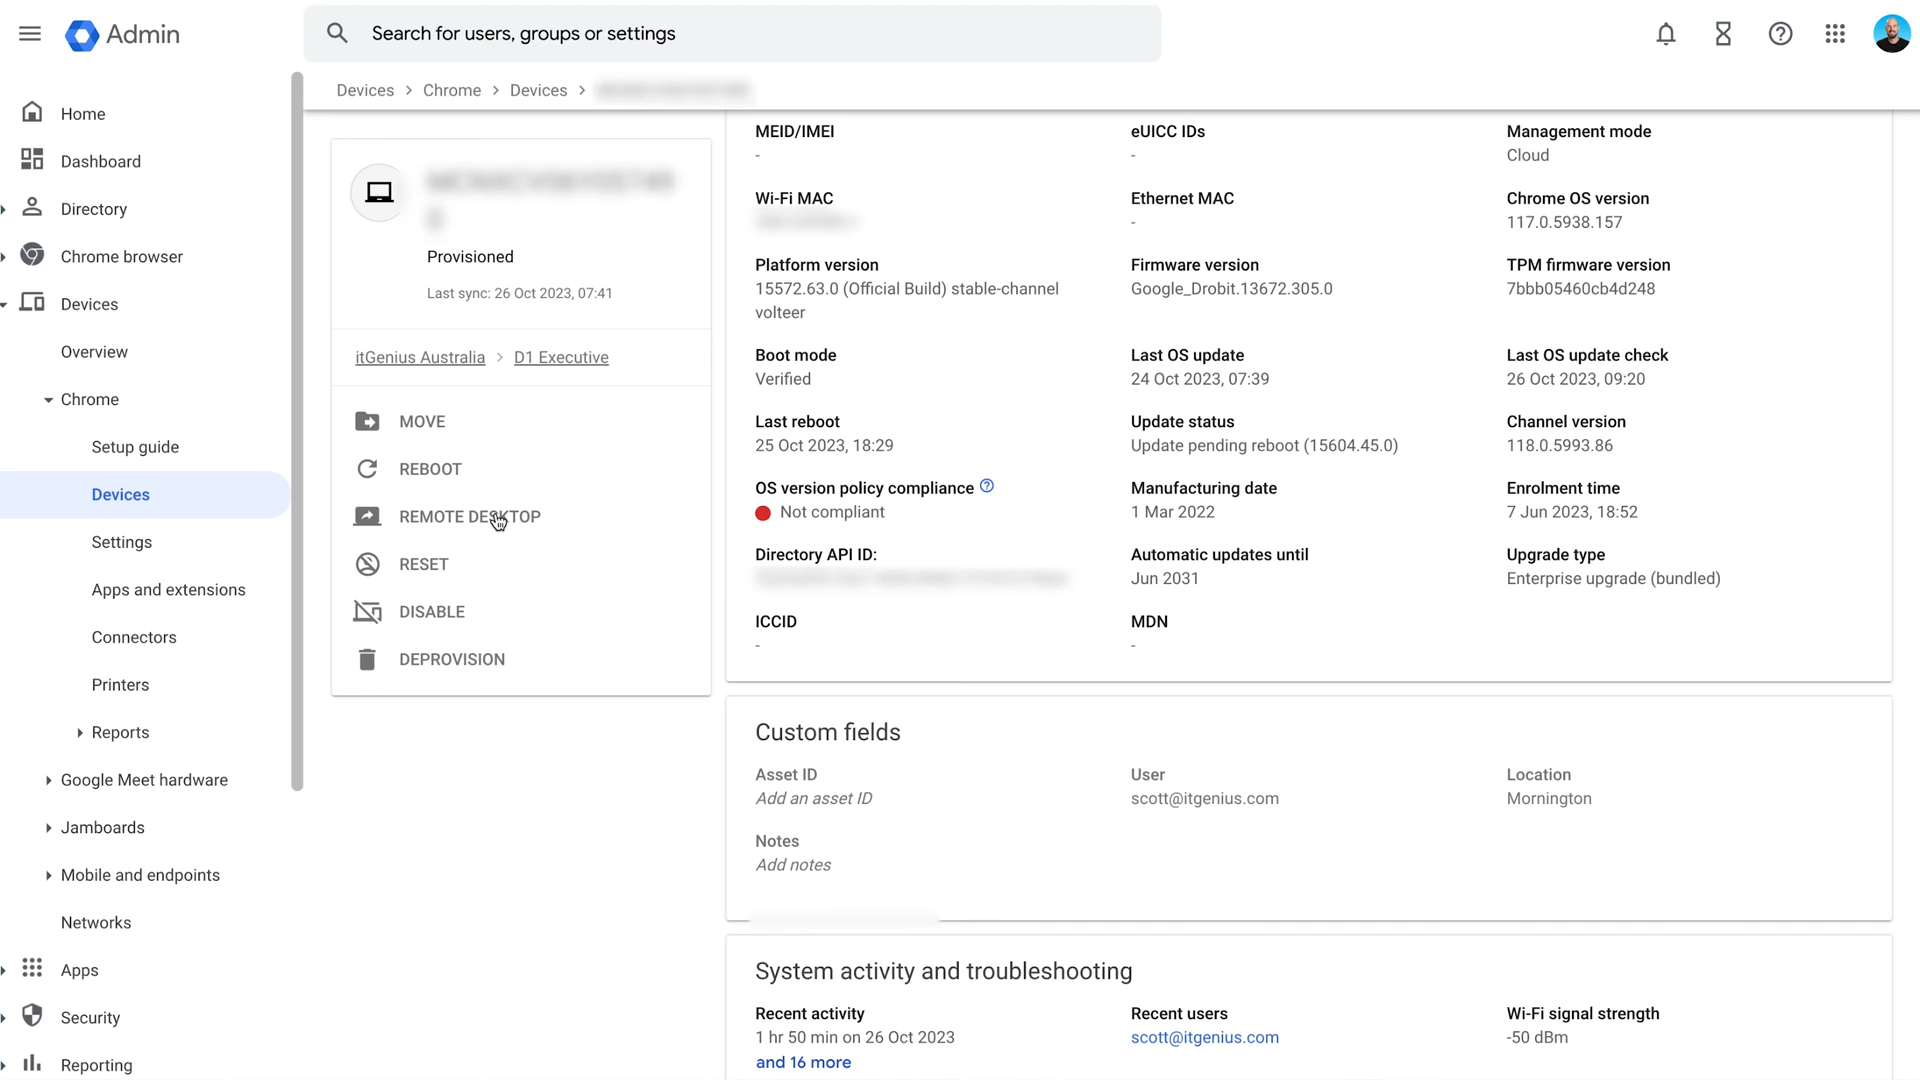 Admin
Search for users, groups or settings
Home
Dashboard
Directory
Chrome browser
Devices
Overview
Chrome
Setup guide
Devices
Settings
Apps and extensions
Connectors
Printers
Reports
Google Meet hardware
Jamboards
Mobile and endpoints
Networks
Apps
Security
Reporting
Devices > Chrome > Devices >
Provisioned
Last sync: 26 Oct 2023, 07:41
itGenius Australia > D1 Executive
MOVE
REBOOT
REMOTE DESKTOP
RESET
DISABLE
DEPROVISION
MEID/IMEI
-
eUICC IDs
-
Management mode
Cloud
Wi-Fi MAC
Ethernet MAC
-
Chrome OS version
117.0.5938.157
Platform version
15572.63.0 (Official Build) stable-channel
volteer
Firmware version
Google_Drobit.13672.305.0
TPM firmware version
7bbb05460cb4d248
Boot mode
Verified
Last OS update
24 Oct 2023, 07:39
Last OS update check
26 Oct 2023, 09:20
Last reboot
25 Oct 2023, 18:29
Update status
Update pending reboot (15604.45.0)
Channel version
118.0.5993.86
OS version policy compliance
Not compliant
Manufacturing date
1 Mar 2022
Enrolment time
7 Jun 2023, 18:52
Directory API ID:
Automatic updates until
Jun 2031
Upgrade type
Enterprise upgrade (bundled)
ICCID
-
MDN
-
Custom fields
Asset ID
Add an asset ID
User
scott@itgenius.com
Location
Mornington
Notes
Add notes
System activity and troubleshooting
Recent activity
1 hr 50 min on 26 Oct 2023
and 16 more
Recent users
scott@itgenius.com
Wi-Fi signal strength
-50 dBm